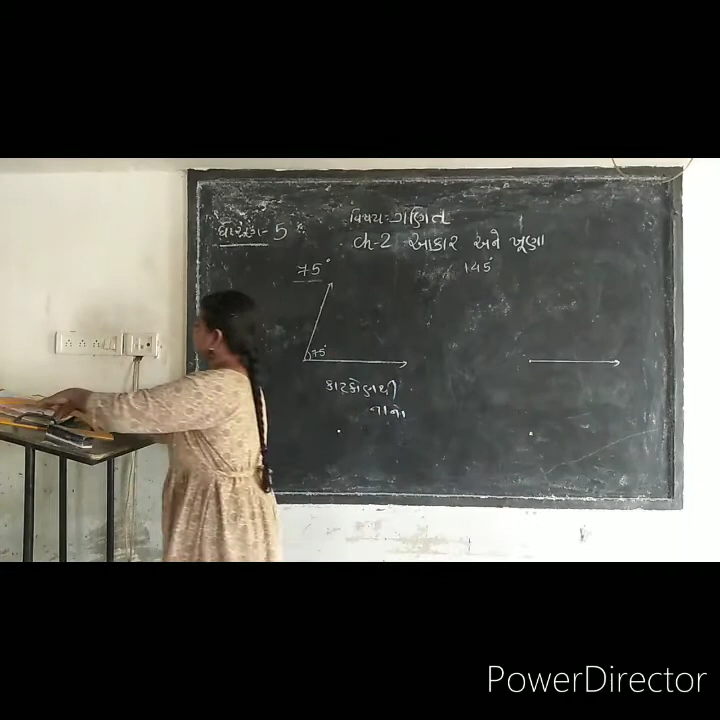 ધોરણ:- 5
વિષય:- ગણિત
ch-2 આકાર અને ખૂણા
75°
145°
75°
કાટકોણથી
નાનો
PowerDirector